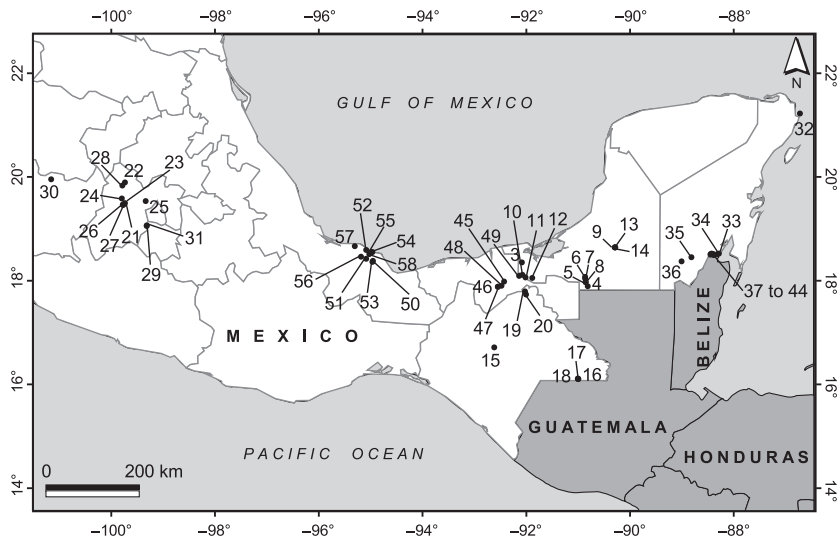 −100° −98° −96° −94° −92° −90° −88°
22° 22°
N
GULF OF MEXICO
32
20° 20°
28 22 23
30
24 25
26 27 21 31
29
52 55
57 54
58
56 51 53 50
45 10 11 12
48 49 3
46
47 19 20
9 13
14
6 7
5 8
4
35 34 33
36
37 to 44
18° 18°
MEXICO
BELIZE
15
17
18 16
16° 16°
GUATEMALA
HONDURAS
PACIFIC OCEAN
0 200 km
14° 14°
−100° −98° −96° −94° −92° −90° −88°